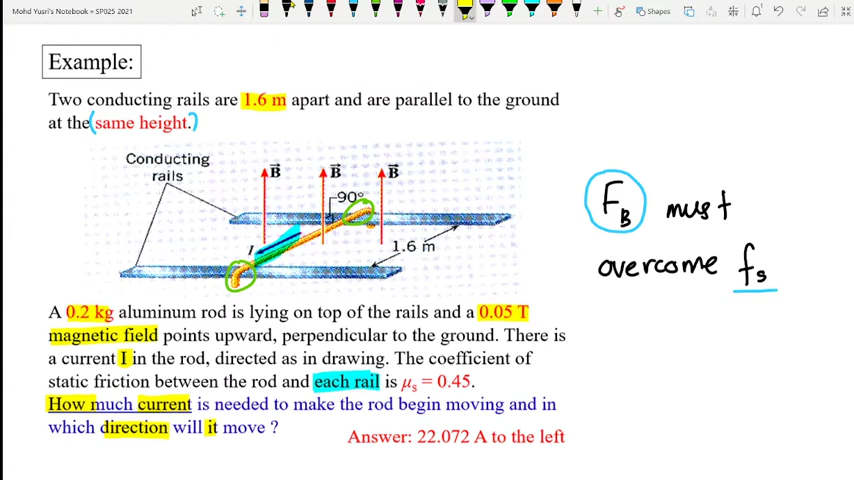 Mohd Yusri's Notebook » SP025 2021
Shapes
Example:
Two conducting rails are 1.6 m apart and are parallel to the ground
at the (same height.)
Conducting
rails
B
B
B
90°
I
1.6 m
A 0.2 kg aluminum rod is lying on top of the rails and a 0.05 T
magnetic field points upward, perpendicular to the ground. There is
a current I in the rod, directed as in drawing. The coefficient of
static friction between the rod and each rail is μs = 0.45.
How much current is needed to make the rod begin moving and in
which direction will it move ?
Answer: 22.072 A to the left
FB must
overcome fs